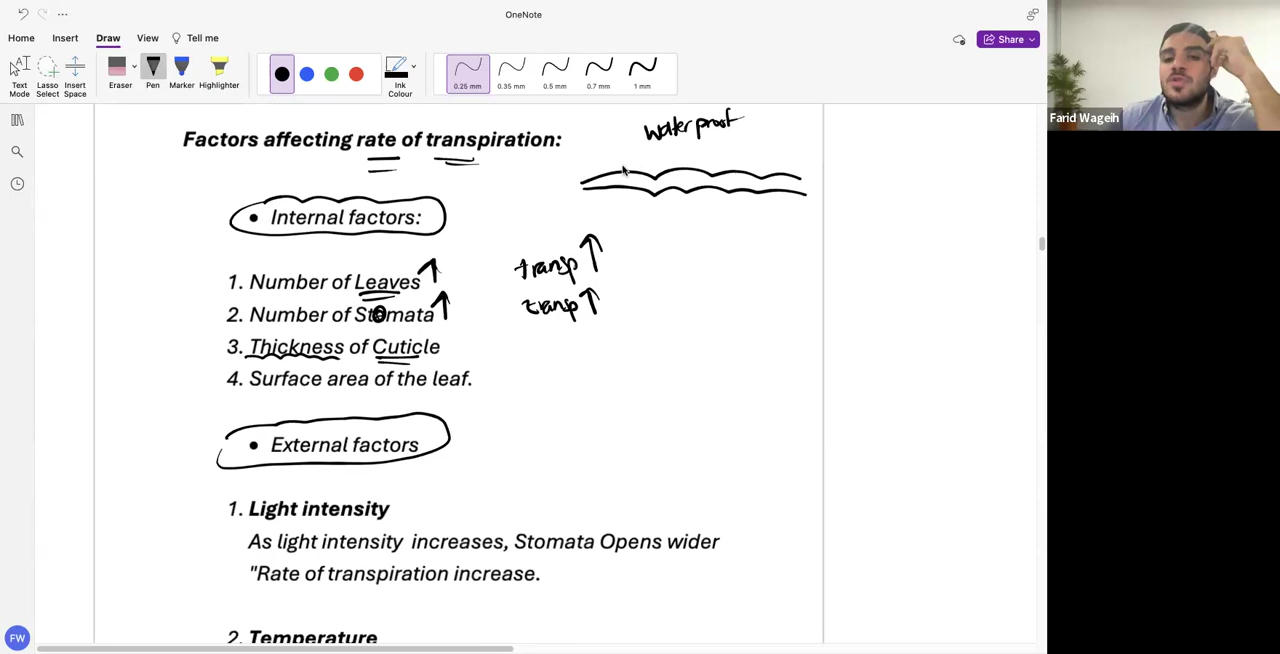 OneNote
Home Insert Draw View Tell me
Share
Text Mode
Lasso Select
Insert Space
Eraser
Pen
Marker
Highlighter
Ink Colour
0.25 mm
0.35 mm
0.5 mm
0.7 mm
1 mm
Farid Wageih
Factors affecting rate of transpiration:
water proof
• Internal factors:
1. Number of Leaves
transp
2. Number of Stomata
transp
3. Thickness of Cuticle
4. Surface area of the leaf.
• External factors
1. Light intensity
As light intensity increases, Stomata Opens wider
"Rate of transpiration increase.
2. Temperature
FW